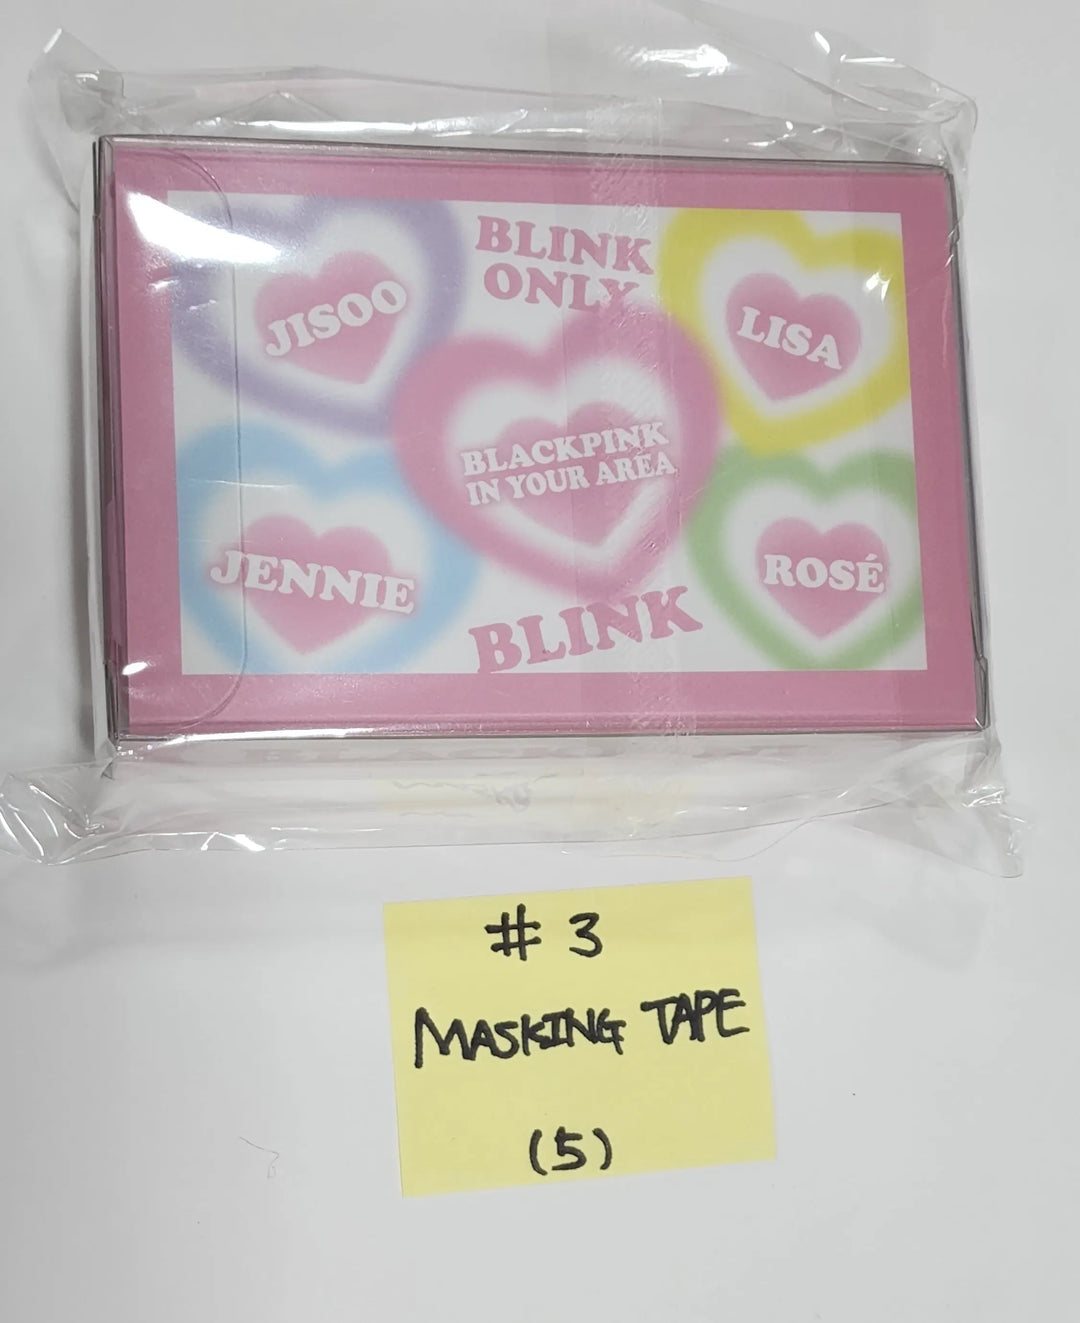 BLINK
ONLY
JISOO
LISA
BLACKPINK
IN YOUR AREA
JENNIE
ROSÉ
BLINK
# 3
MASKING TAPE
(5)